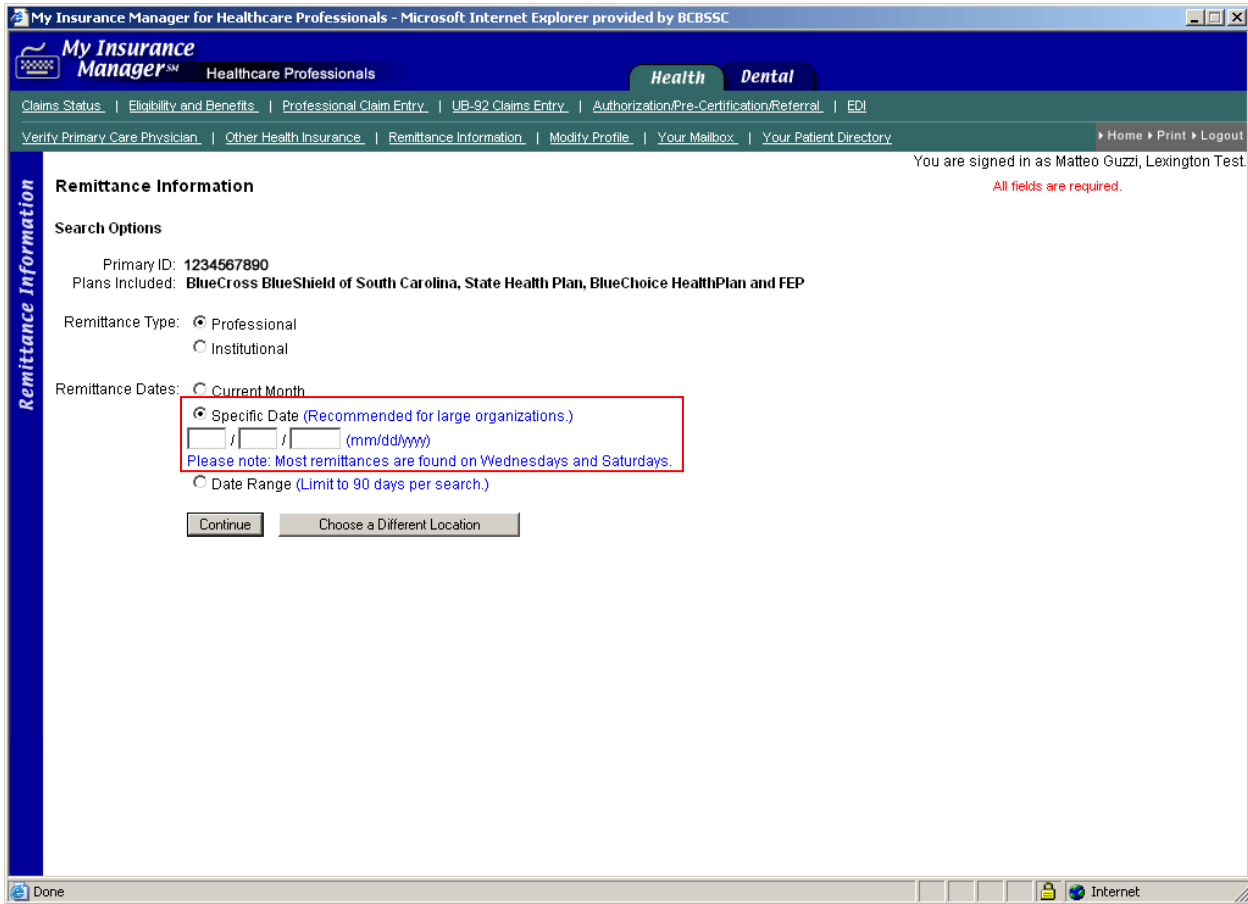 My Insurance Manager for Healthcare Professionals - Microsoft Internet Explorer provided by BCBSSC
My Insurance
Manager SM Healthcare Professionals
Health Dental
Claims Status | Eligibility and Benefits | Professional Claim Entry | UB-92 Claims Entry | Authorization/Pre-Certification/Referral | EDI
Verify Primary Care Physician | Other Health Insurance | Remittance Information | Modify Profile | Your Mailbox | Your Patient Directory
Home Print Logout
You are signed in as Matteo Guzzi, Lexington Test.
Remittance Information
Remittance Information
All fields are required.
Search Options
Primary ID: 1234567890
Plans Included: BlueCross BlueShield of South Carolina, State Health Plan, BlueChoice HealthPlan and FEP
Remittance Type: Professional
Institutional
Remittance Dates: Current Month
Specific Date (Recommended for large organizations.)
/ / (mm/dd/yyyy)
Please note: Most remittances are found on Wednesdays and Saturdays.
Date Range (Limit to 90 days per search.)
Continue Choose a Different Location
Done Internet